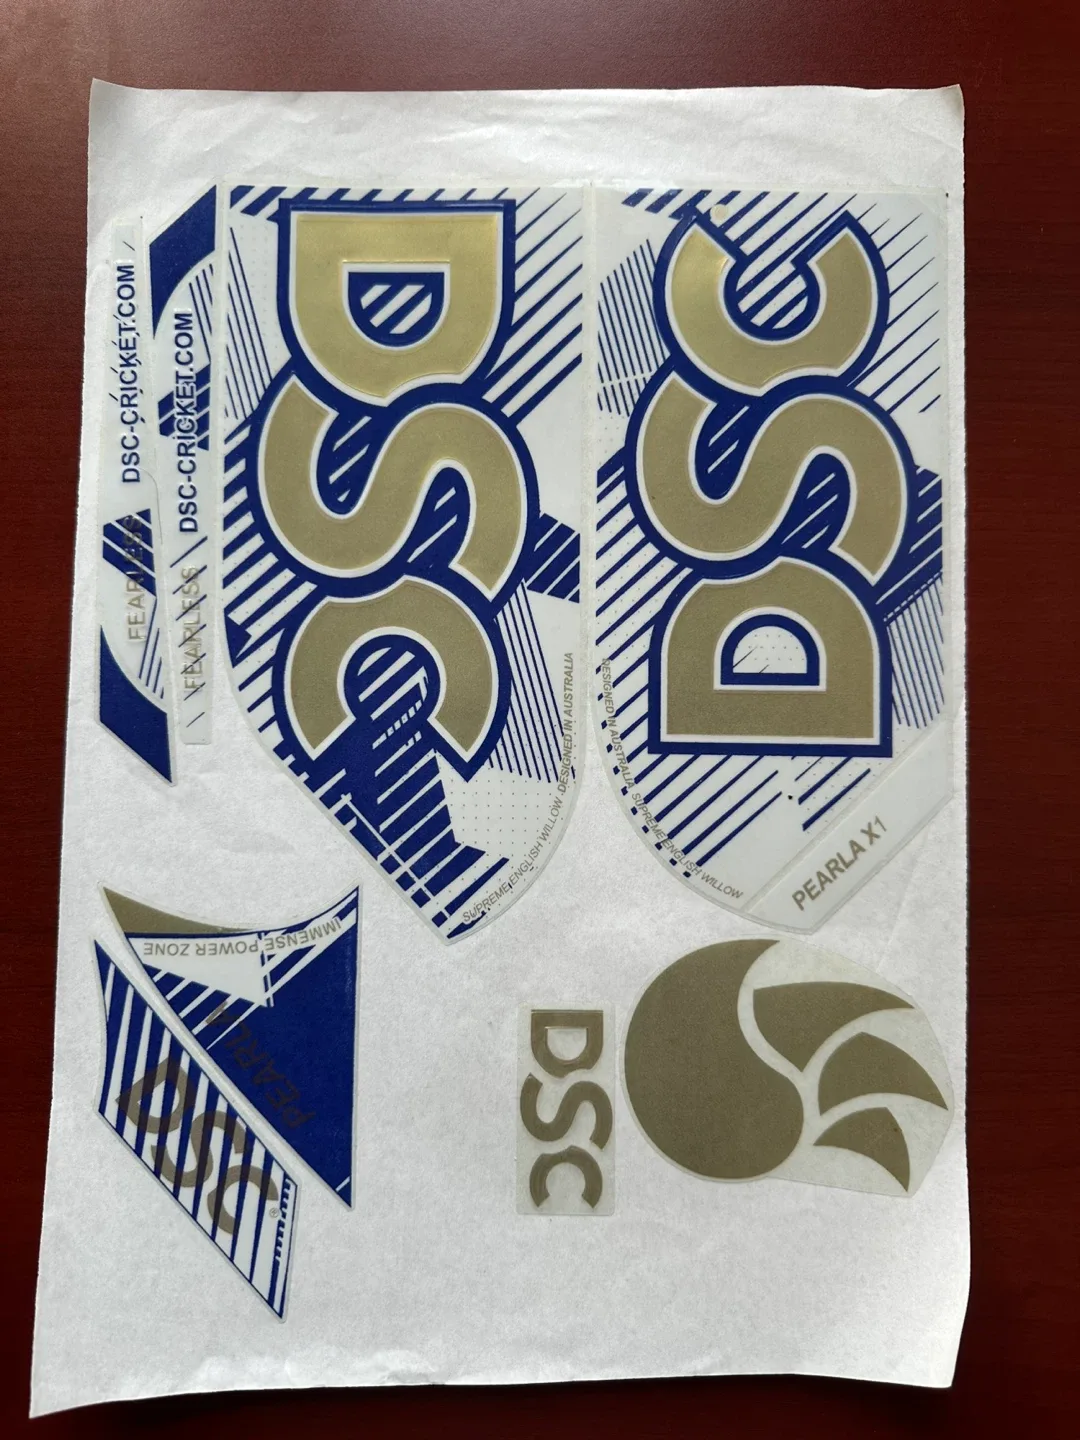 DSC-CRICKET.COM
FEARLESS
DSC-CRICKET.COM
FEARLESS
DSC
SUPREME ENGLISH WILLOW .DESIGNED IN AUSTRALIA
DSC
DESIGNED IN AUSTRALIA SUPREME ENGLISH WILLOW
PEARLA X1
IMMENSE POWER ZONE
PEARLA
DSC®
DSC